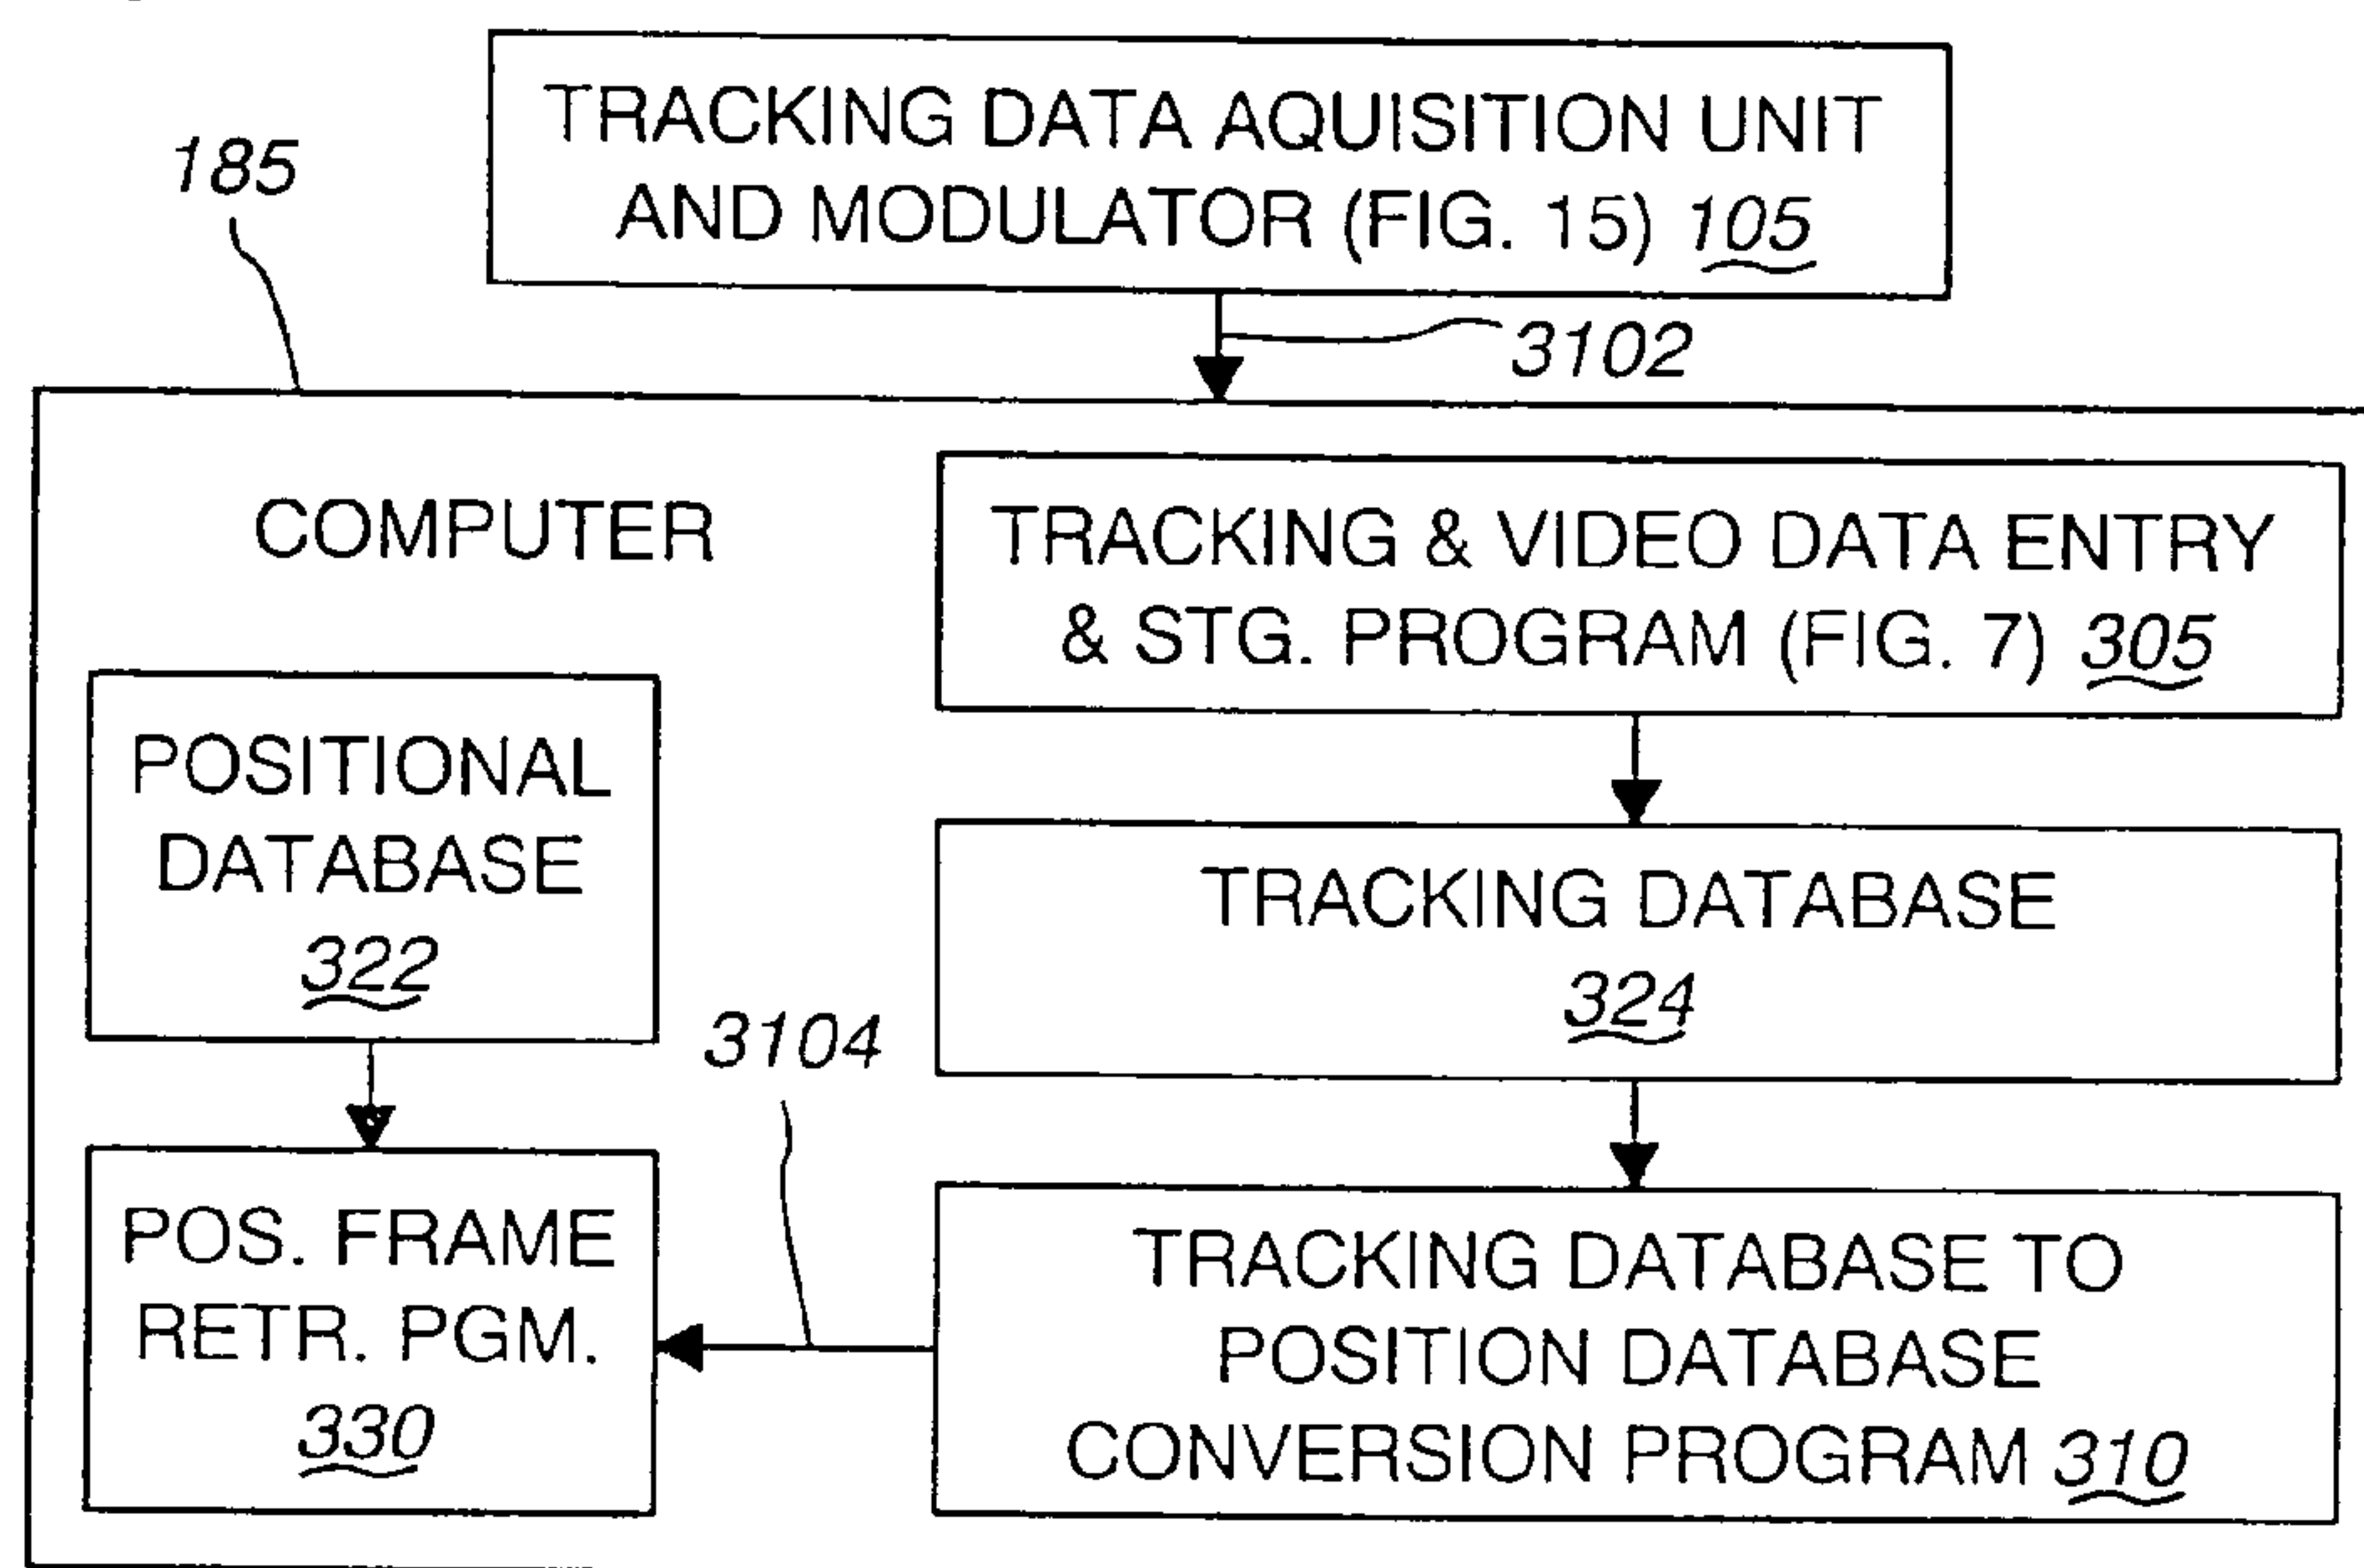 TRACKING DATA AQUISITION UNIT
AND MODULATOR (FIG. 15) 105
185
3102
COMPUTER
TRACKING & VIDEO DATA ENTRY
& STG. PROGRAM (FIG. 7) 305
POSITIONAL
DATABASE
322
TRACKING DATABASE
324
3104
POS. FRAME
RETR. PGM.
330
TRACKING DATABASE TO
POSITION DATABASE
CONVERSION PROGRAM 310